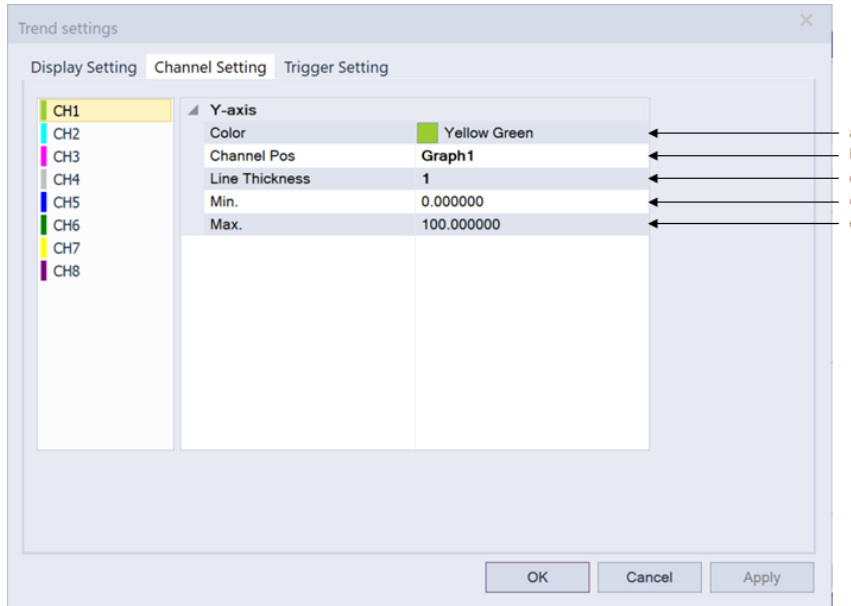 Trend settings
Display Setting Channel Setting Trigger Setting
CH1
CH2
CH3
CH4
CH5
CH6
CH7
CH8
Y-axis
Color Yellow Green
Channel Pos Graph1
Line Thickness 1
Min. 0.000000
Max. 100.000000
OK Cancel Apply